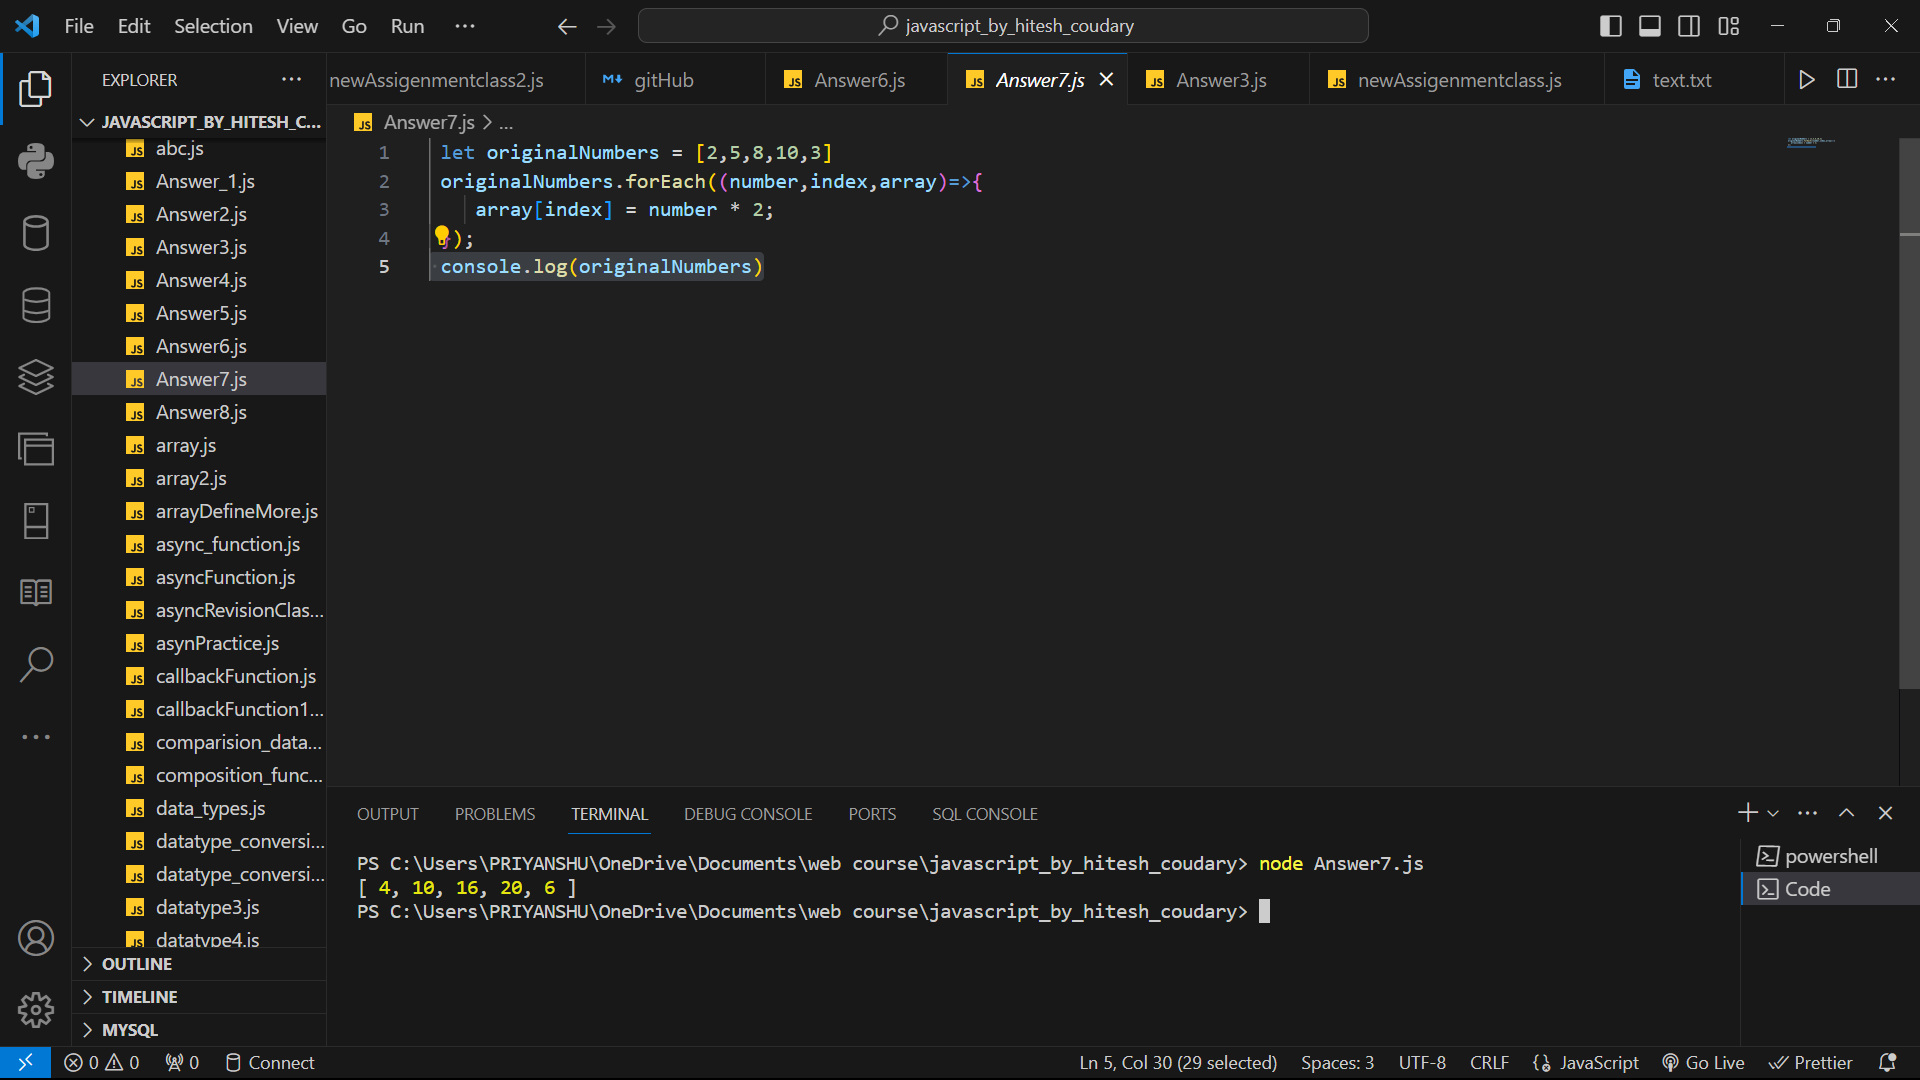 File Edit Selection View Go Run ···
javascript_by_hitesh_coudary
EXPLORER ···
newAssigenmentclass2.js
gitHub
Answer6.js
Answer7.js
Answer3.js
newAssigenmentclass.js
text.txt
JAVASCRIPT_BY_HITESH_C...
abc.js
Answer_1.js
Answer2.js
Answer3.js
Answer4.js
Answer5.js
Answer6.js
Answer7.js
Answer8.js
array.js
array2.js
arrayDefineMore.js
async_function.js
asyncFunction.js
asyncRevisionClas...
asynPractice.js
callbackFunction.js
callbackFunction1...
comparision_data...
composition_func...
data_types.js
datatype_conversi...
datatype_conversi...
datatype3.js
datatype4.js
OUTLINE
TIMELINE
MYSQL
Answer7.js > ...
1 let originalNumbers = [2,5,8,10,3]
2 originalNumbers.forEach((number,index,array)=>{
3 array[index] = number * 2;
4 });
5 console.log(originalNumbers)
OUTPUT PROBLEMS TERMINAL DEBUG CONSOLE PORTS SQL CONSOLE
PS C:\Users\PRIYANSHU\OneDrive\Documents\web course\javascript_by_hitesh_coudary> node Answer7.js
[ 4, 10, 16, 20, 6 ]
PS C:\Users\PRIYANSHU\OneDrive\Documents\web course\javascript_by_hitesh_coudary>
powershell
Code
0 0 0 Connect
Ln 5, Col 30 (29 selected) Spaces: 3 UTF-8 CRLF JavaScript Go Live Prettier